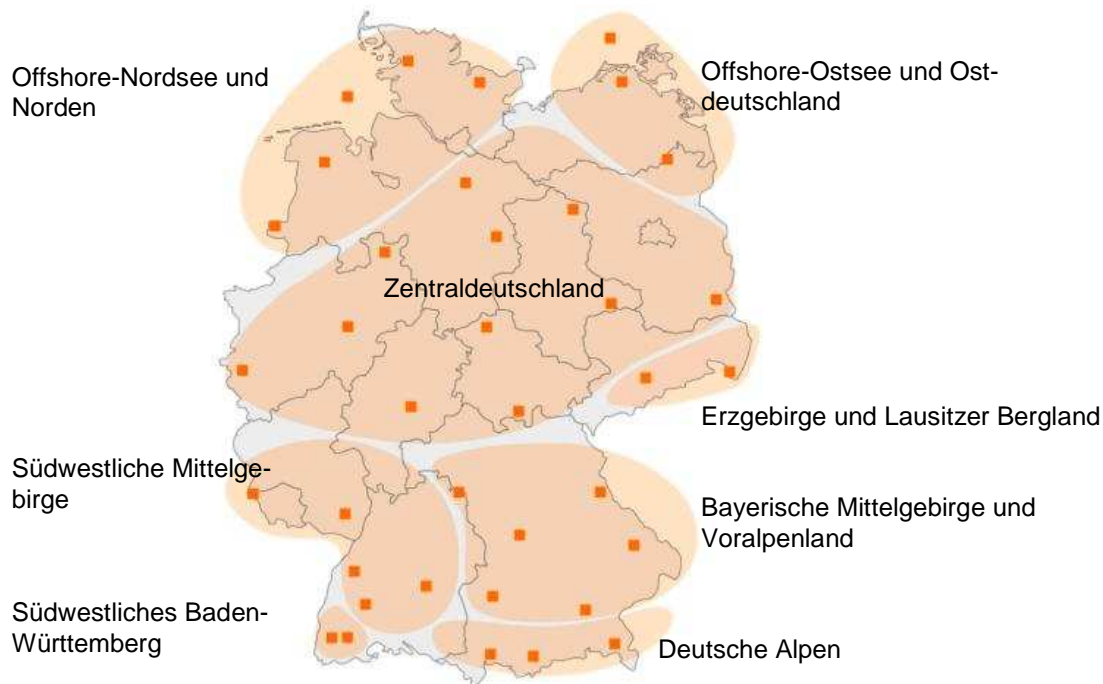 Offshore-Nordsee und
Norden
Offshore-Ostsee und Ost-
deutschland
Zentraldeutschland
Erzgebirge und Lausitzer Bergland
Südwestliche Mittelge-
birge
Bayerische Mittelgebirge und
Voralpenland
Südwestliches Baden-
Württemberg
Deutsche Alpen